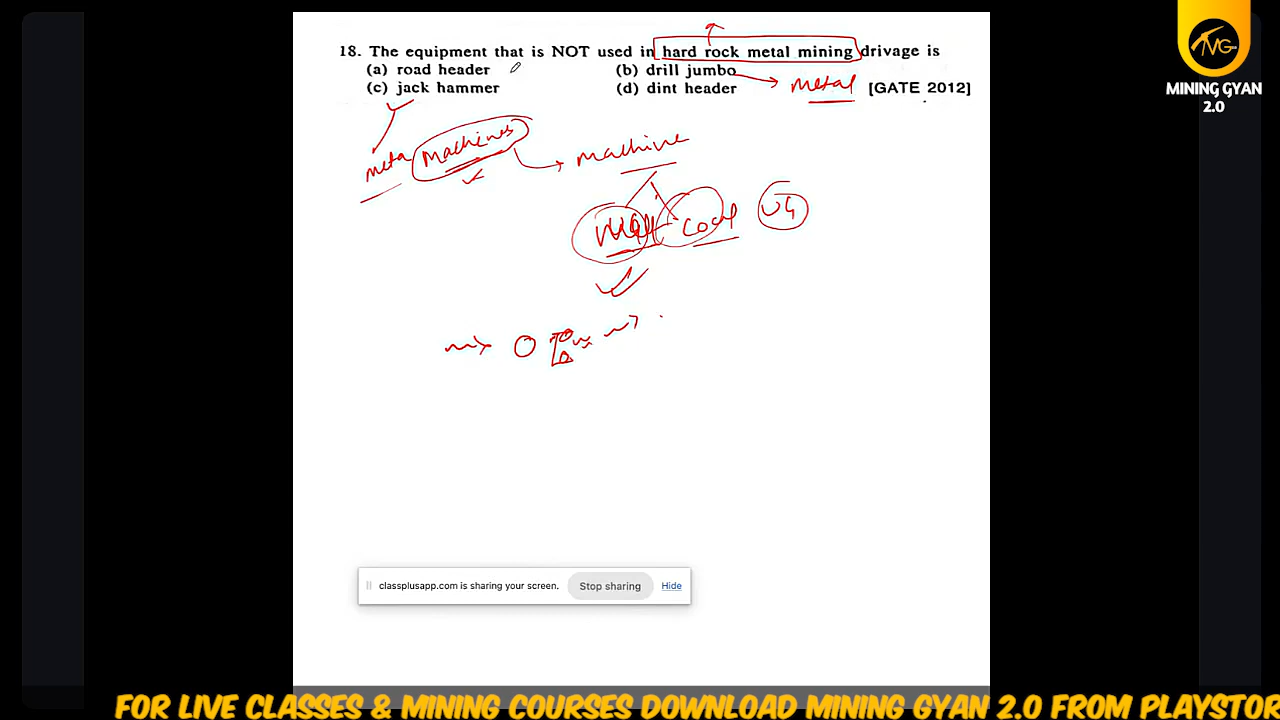 18. The equipment that is NOT used in hard rock metal mining drivage is
(a) road header (b) drill jumbo
(c) jack hammer (d) dint header [GATE 2012]
metal
machines
machine
coal UG
MINING GYAN
2.0
classplusapp.com is sharing your screen. Stop sharing Hide
FOR LIVE CLASSES & MINING COURSES DOWNLOAD MINING GYAN 2.0 FROM PLAYSTOR